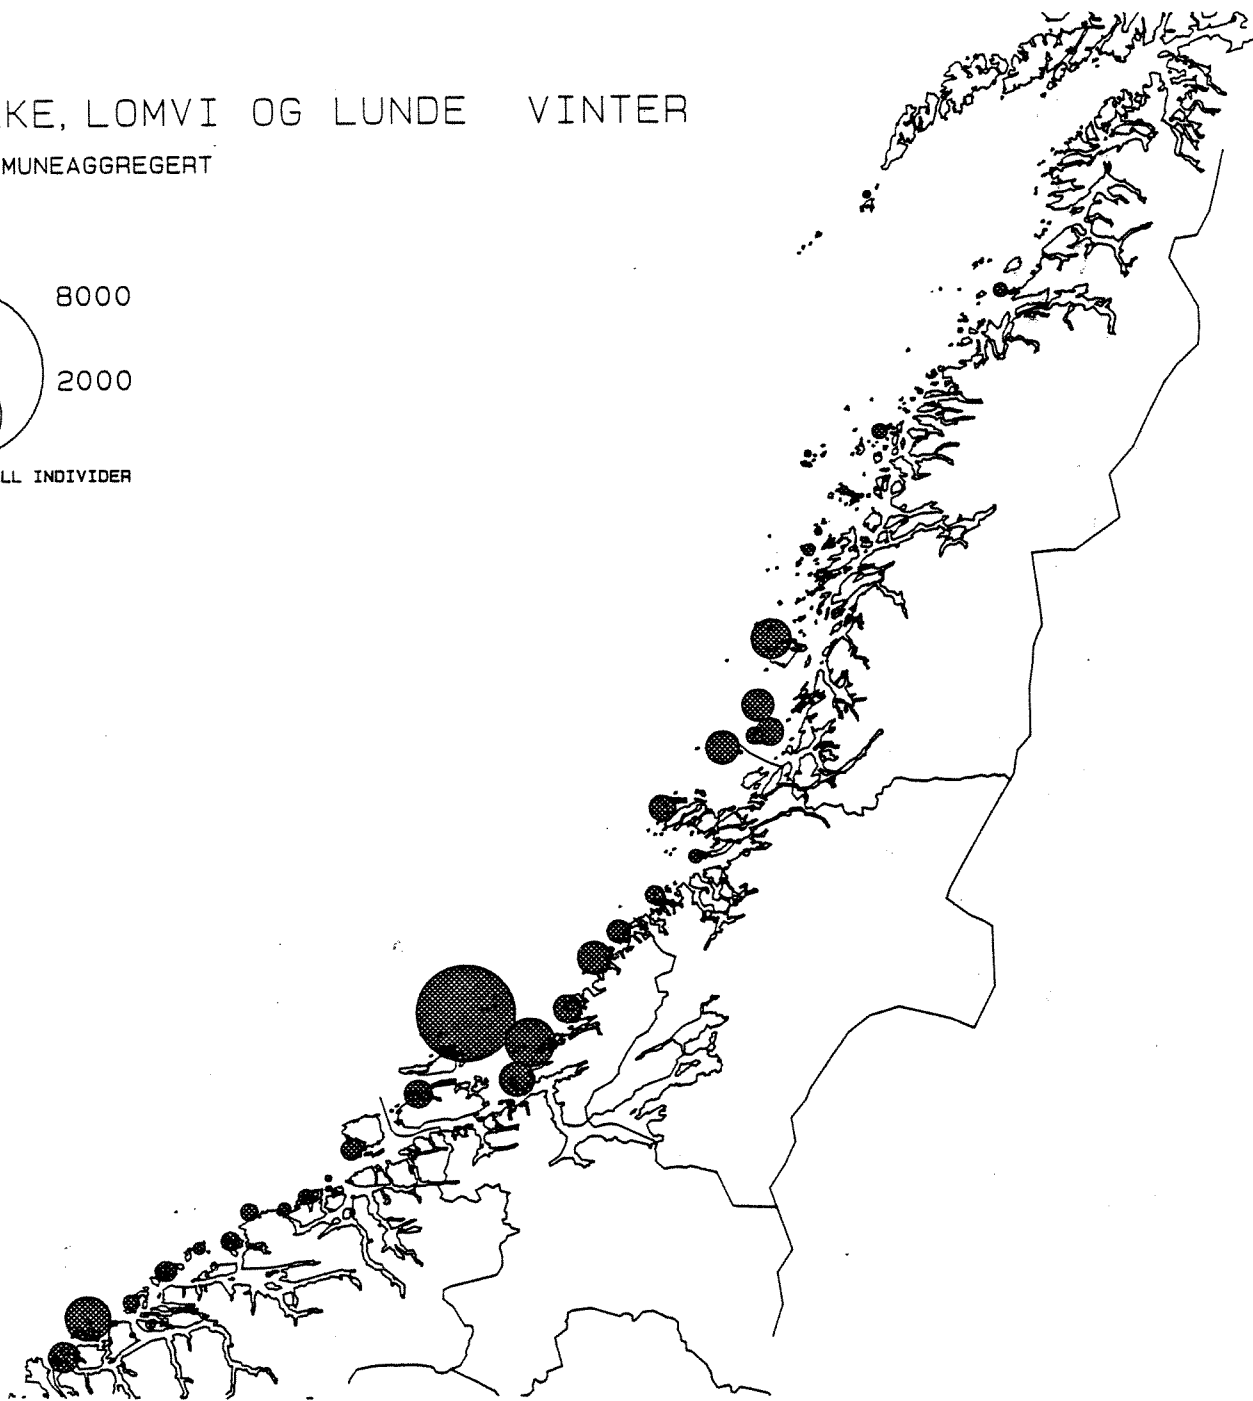 KE, LOMVI OG LUNDE VINTER
MUNEAGGREGERT
8000
2000
LL INDIVIDER